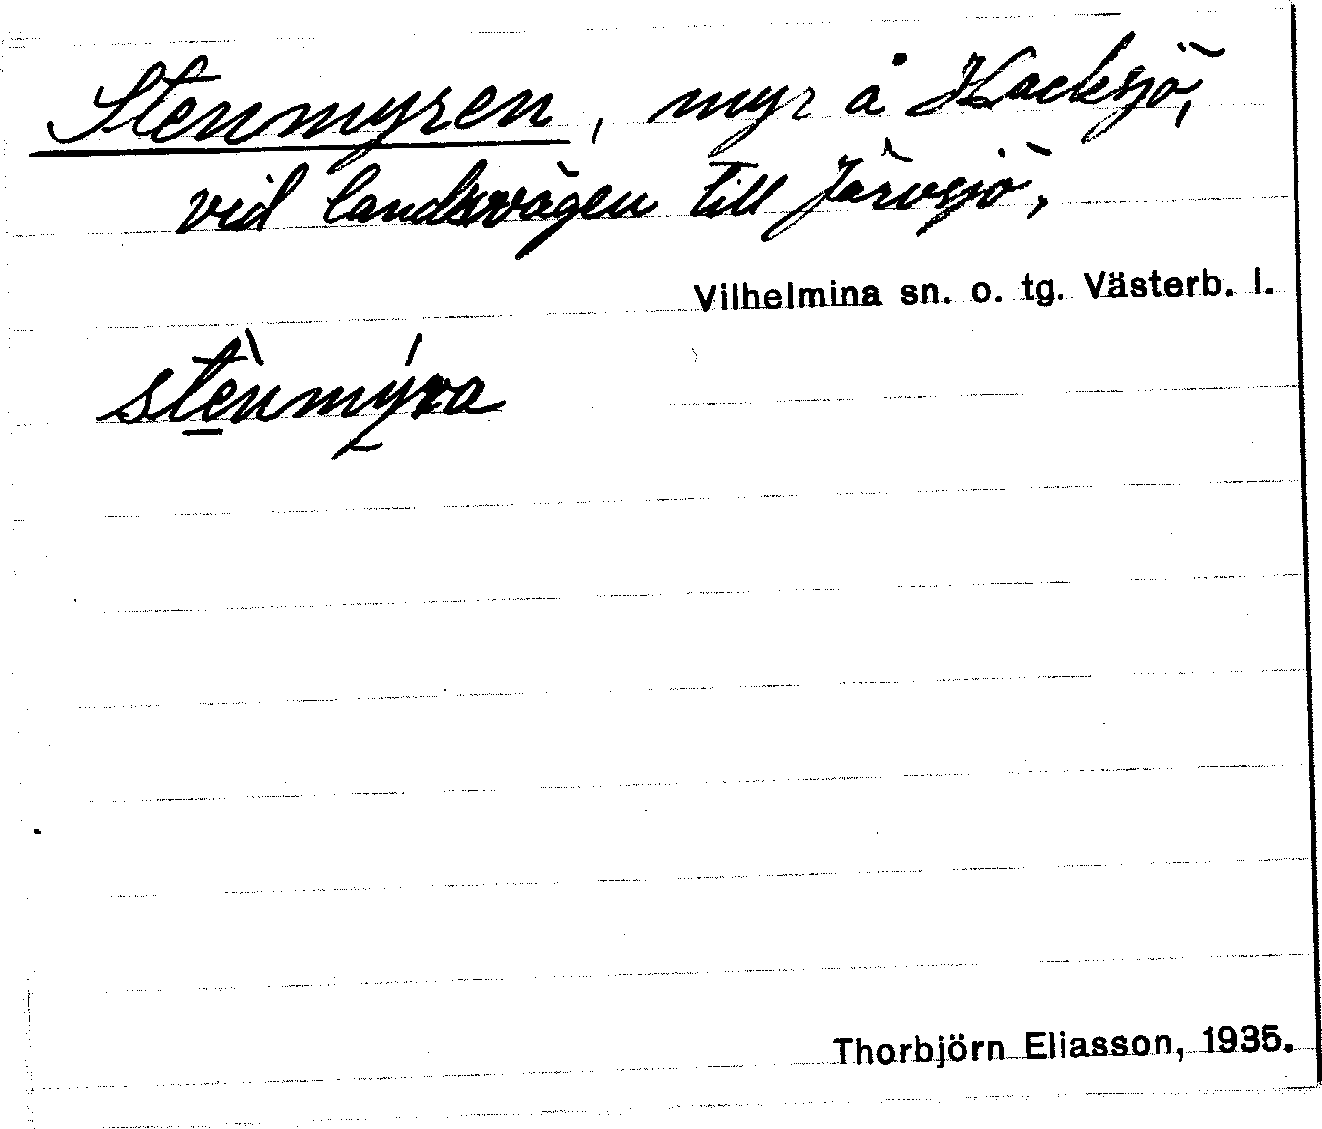 Stenmyren, myr å Hacksjö,
vid landsvägen till Järvsjö,
Vilhelmina sn. o. tg. Västerb. l.
stènmýra
Thorbjörn Eliasson, 1935.